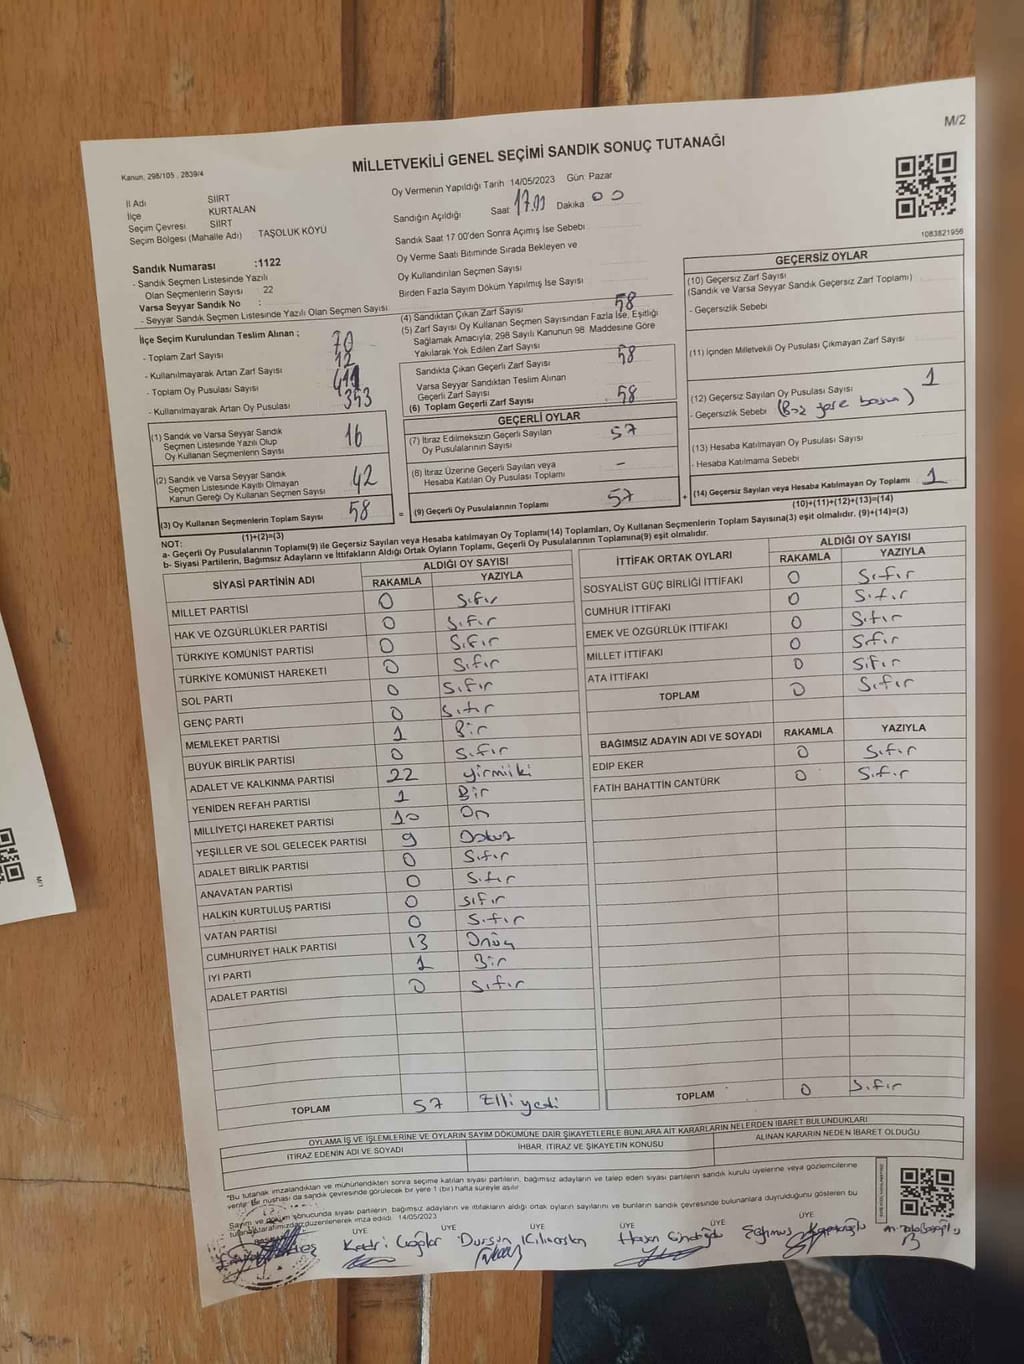 M/2
Kanun, 298/105 , 2839/4
MİLLETVEKİLİ GENEL SEÇİMİ SANDIK SONUÇ TUTANAĞI
İl Adı SİİRT
İlçe KURTALAN
Seçim Çevresi SİİRT
Seçim Bölgesi (Mahalle Adı) TAŞOLUK KÖYÜ
Oy Vermenin Yapıldığı Tarih 14/05/2023 Gün: Pazar
Sandığın Açıldığı Saat 17.00 Dakika 00
Sandık Saat 17 00'den Sonra Açımış İse Sebebi
Oy Verme Saati Bitiminde Sırada Bekleyen ve
Oy Kullandırılan Seçmen Sayısı
Birden Fazla Sayım Döküm Yapılmış İse Sayısı
1083821956
Sandık Numarası :1122
- Sandık Seçmen Listesinde Yazılı
Olan Seçmenlerin Sayısı 22
Varsa Seyyar Sandık No :
- Seyyar Sandık Seçmen Listesinde Yazılı Olan Seçmen Sayısı
İlçe Seçim Kurulundan Teslim Alınan ;
- Toplam Zarf Sayısı 70
- Kullanılmayarak Artan Zarf Sayısı 12
- Toplam Oy Pusulası Sayısı
- Kullanılmayarak Artan Oy Pusulası 353
(1) Sandık ve Varsa Seyyar Sandık
Seçmen Listesinde Yazılı Olup
Oy Kullanan Seçmenlerin Sayısı 16
(2) Sandık ve Varsa Seyyar Sandık
Seçmen Listesinde Kayıtlı Olmayan
Kanun Gereği Oy Kullanan Seçmen Sayısı 42
(3) Oy Kullanan Seçmenlerin Toplam Sayısı 58
(1)+(2)=(3)
(4) Sandıktan Çıkan Zarf Sayısı 58
(5) Zarf Sayısı Oy Kullanan Seçmen Sayısından Fazla İse, Eşitliği
Sağlamak Amacıyla, 298 Sayılı Kanunun 98. Maddesine Göre
Yakılarak Yok Edilen Zarf Sayısı
Sandıkta Çıkan Geçerli Zarf Sayısı 58
Varsa Seyyar Sandıktan Teslim Alınan
Geçerli Zarf Sayısı
(6) Toplam Geçerli Zarf Sayısı 58
GEÇERLİ OYLAR
(7) İtiraz Edilmeksizin Geçerli Sayılan
Oy Pusulalarının Sayısı 57
(8) İtiraz Üzerine Geçerli Sayılan veya
Hesaba Katılan Oy Pusulası Toplamı -
= (9) Geçerli Oy Pusulalarının Toplamı 57
GEÇERSİZ OYLAR
(10) Geçersiz Zarf Sayısı
(Sandık ve Varsa Seyyar Sandık Geçersiz Zarf Toplamı)
- Geçersizlik Sebebi
(11) İçinden Milletvekili Oy Pusulası Çıkmayan Zarf Sayısı
(12) Geçersiz Sayılan Oy Pusulası Sayısı 1
- Geçersizlik Sebebi
(13) Hesaba Katılmayan Oy Pusulası Sayısı
- Hesaba Katılmama Sebebi
+ (14) Geçersiz Sayılan veya Hesaba Katılmayan Oy Toplamı 1
(10)+(11)+(12)+(13)=(14)
NOT:
a- Geçerli Oy Pusulalarının Toplamı(9) ile Geçersiz Sayılan veya Hesaba katılmayan Oy Toplamı(14) Toplamları, Oy Kullanan Seçmenlerin Toplam Sayısına(3) eşit olmalıdır. (9)+(14)=(3)
b- Siyasi Partilerin, Bağımsız Adayların ve İttifakların Aldığı Ortak Oyların Toplamı, Geçerli Oy Pusulalarının Toplamına(9) eşit olmalıdır.
SİYASİ PARTİNİN ADI ALDIĞI OY SAYISI
RAKAMLA YAZIYLA
MİLLET PARTİSİ 0 Sıfır
HAK VE ÖZGÜRLÜKLER PARTİSİ 0 Sıfır
TÜRKİYE KOMÜNİST PARTİSİ 0 Sıfır
TÜRKİYE KOMÜNİST HAREKETİ 0 Sıfır
SOL PARTİ 0 Sıfır
GENÇ PARTİ 0 Sıfır
MEMLEKET PARTİSİ 1 Bir
BÜYÜK BİRLİK PARTİSİ 0 Sıfır
ADALET VE KALKINMA PARTİSİ 22 yirmiiki
YENİDEN REFAH PARTİSİ 1 Bir
MİLLİYETÇİ HAREKET PARTİSİ 10 On
YEŞİLLER VE SOL GELECEK PARTİSİ 9 Dokuz
ADALET BİRLİK PARTİSİ 0 Sıfır
ANAVATAN PARTİSİ 0 Sıfır
HALKIN KURTULUŞ PARTİSİ 0 Sıfır
VATAN PARTİSİ 0 Sıfır
CUMHURİYET HALK PARTİSİ 13 Onüç
İYİ PARTİ 1 Bir
ADALET PARTİSİ 0 Sıfır
TOPLAM 57 Elli yedi
İTTİFAK ORTAK OYLARI ALDIĞI OY SAYISI
RAKAMLA YAZIYLA
SOSYALİST GÜÇ BİRLİĞİ İTTİFAKI 0 Sıfır
CUMHUR İTTİFAKI 0 Sıfır
EMEK VE ÖZGÜRLÜK İTTİFAKI 0 Sıfır
MİLLET İTTİFAKI 0 Sıfır
ATA İTTİFAKI 0 Sıfır
TOPLAM 0 Sıfır
BAĞIMSIZ ADAYIN ADI VE SOYADI RAKAMLA YAZIYLA
EDİP EKER 0 Sıfır
FATİH BAHATTİN CANTÜRK 0 Sıfır
TOPLAM 0 Sıfır
OYLAMA İŞ VE İŞLEMLERİNE VE OYLARIN SAYIM DÖKÜMÜNE DAİR ŞİKAYETLERLE BUNLARA AİT KARARLARIN NELERDEN İBARET BULUNDUKLARI
İTİRAZ EDENİN ADI VE SOYADI İHBAR, İTİRAZ VE ŞİKAYETİN KONUSU ALINAN KARARIN NEDEN İBARET OLDUĞU
*Bu tutanak imzalandıktan ve mühürlendikten sonra seçime katılan siyasi partilerin, bağımsız adayların ve talep eden siyasi partilerin sandık kurulu üyelerine veya gözlemcilerine
verilir. Bir nüshası da sandık çevresinde görülecek bir yere 1 (bir) hafta süreyle asılır.
Sayım ve döküm sonucunda siyasi partilerin, bağımsız adayların ve ittifakların aldığı ortak oyların sayılarını ve bunların sandık çevresinde bulunanlara duyrulduğunu gösteren bu
tutanak tarafımızdan düzenlenerek imza edildi. 14/05/2023
ÜYE ÜYE ÜYE ÜYE ÜYE
Kadri Çağlar Dursun Kılıcaslan Hasan
M/1